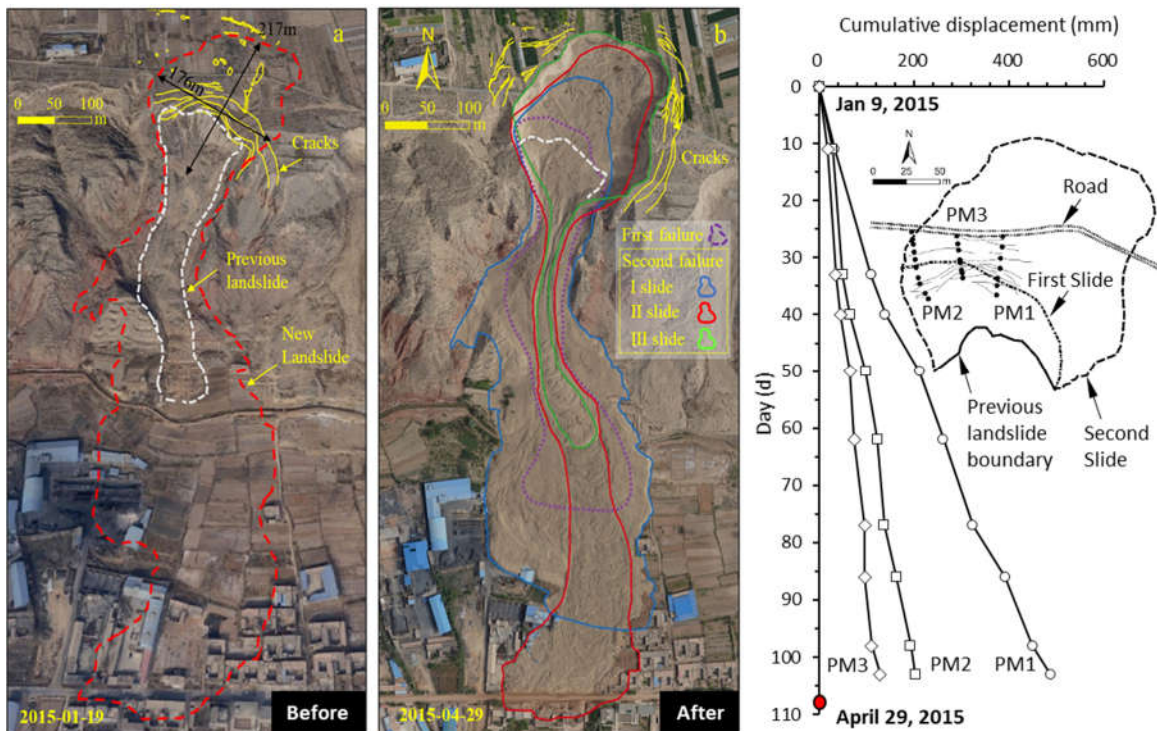 a
217m
176m
0 50 100
m
Cracks
Previous
landslide
New
Landslide
2015-01-19
Before
b
N
0 50 100
m
Cracks
First failure
Second failure
I slide
II slide
III slide
2015-04-29
After
Cumulative displacement (mm)
0 200 400 600
Day (d)
0
10
20
30
40
50
60
70
80
90
100
110
Jan 9, 2015
N
0 25 50
m
Road
PM3
First Slide
PM2
PM1
Previous
landslide
boundary
Second
Slide
PM3
PM2
PM1
April 29, 2015